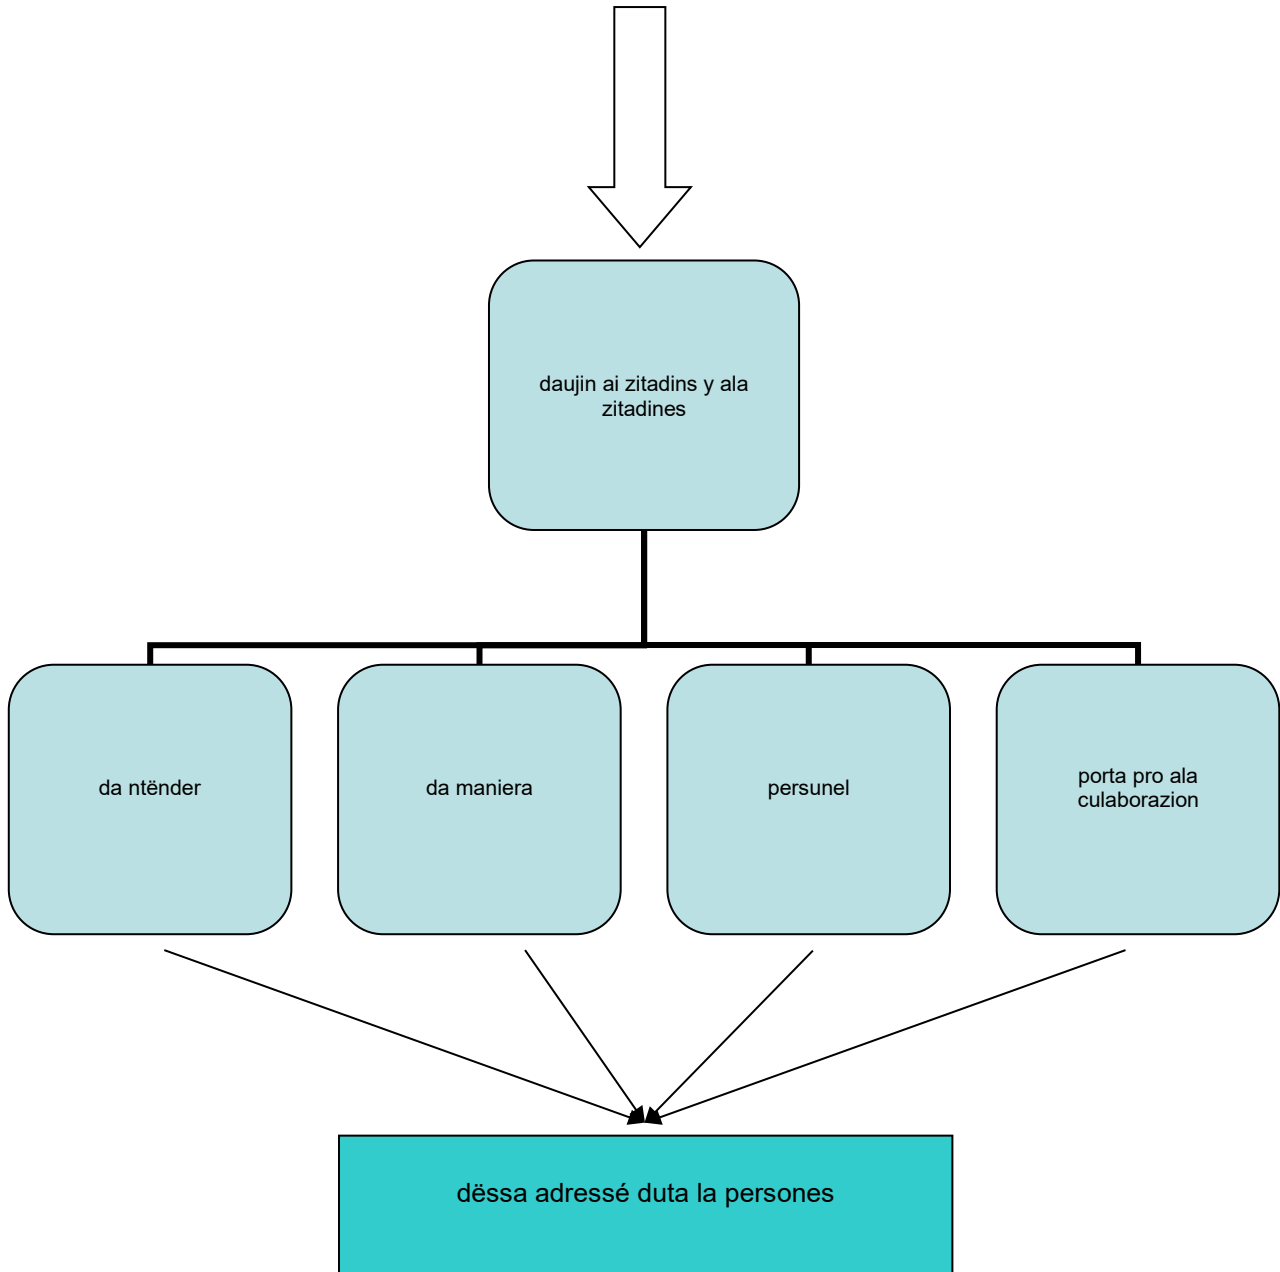 daujin ai zitadins y ala
zitadines
da ntënder
da maniera
persunel
porta pro ala
culaborazion
dëssa adressé duta la persones